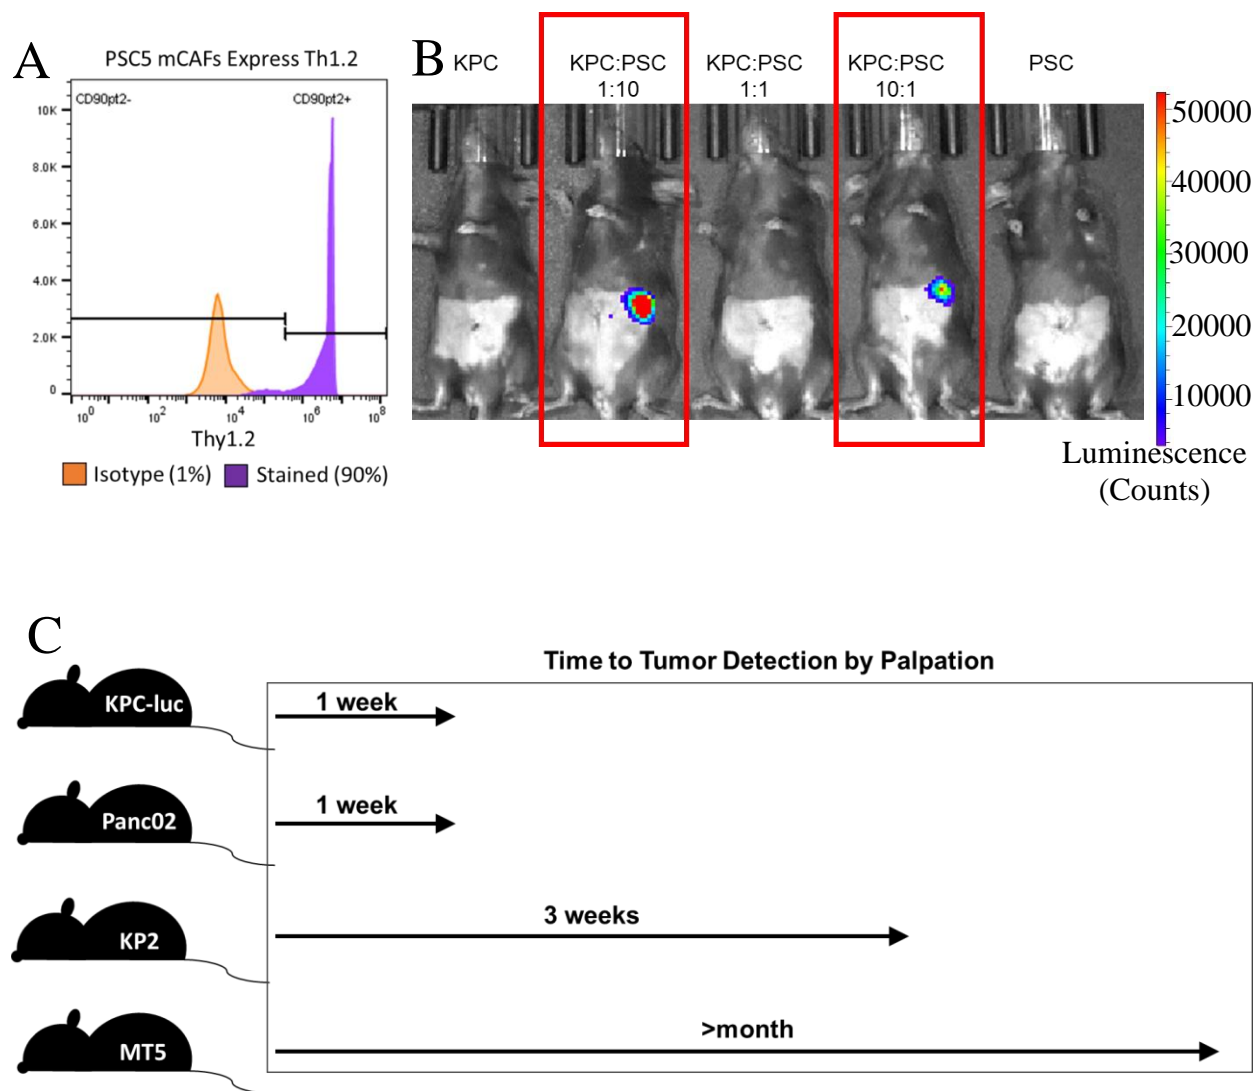 A
PSC5 mCAFs Express Th1.2
CD90pt2-
CD90pt2+
10K
8.0K
6.0K
4.0K
2.0K
0
10^0
10^2
10^4
10^6
10^8
Thy1.2
Isotype (1%)
Stained (90%)
B
KPC
KPC:PSC
1:10
KPC:PSC
1:1
KPC:PSC
10:1
PSC
50000
40000
30000
20000
10000
Luminescence
(Counts)
C
Time to Tumor Detection by Palpation
KPC-luc
1 week
Panc02
1 week
KP2
3 weeks
MT5
>month